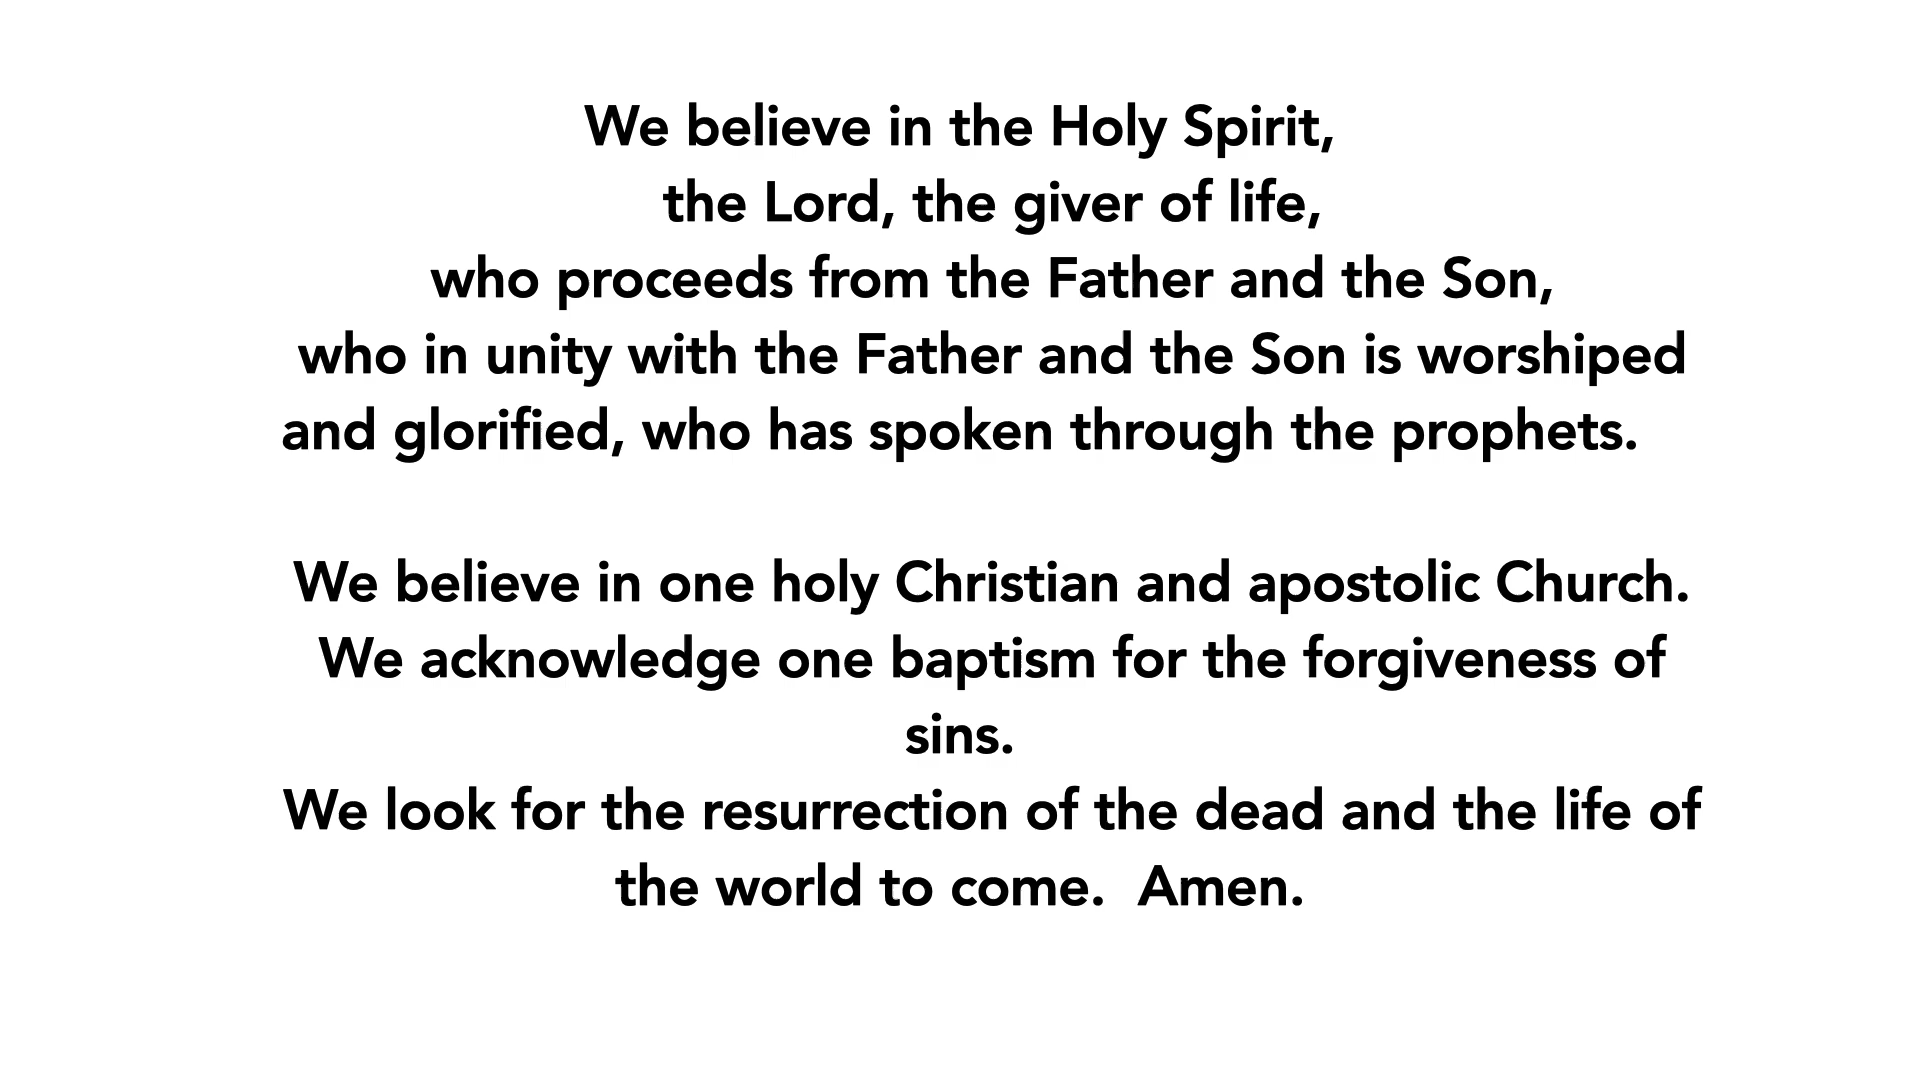 We believe in the Holy Spirit,
the Lord, the giver of life,
who proceeds from the Father and the Son,
who in unity with the Father and the Son is worshiped
and glorified, who has spoken through the prophets.
We believe in one holy Christian and apostolic Church.
We acknowledge one baptism for the forgiveness of
sins.
We look for the resurrection of the dead and the life of
the world to come.  Amen.